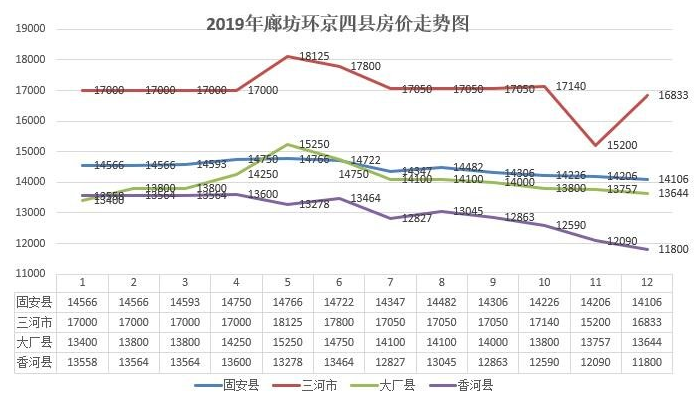 2019年廊坊环京四县房价走势图
19000
18000
17000
16000
15000
14000
13000
12000
11000
17000 17000 17000 17000 18125 17800 17050 17050 17050 17140 15200 16833
14566 14566 14593 14750 14766 14722 14347 14482 14306 14226 14206 14106
13400 13800 13800 14250 15250 14750 14100 14100 14000 13800 13757 13644
13558 13564 13564 13600 13278 13464 12827 13045 12863 12590 12090 11800
1 2 3 4 5 6 7 8 9 10 11 12
固安县 14566 14566 14593 14750 14766 14722 14347 14482 14306 14226 14206 14106
三河市 17000 17000 17000 17000 18125 17800 17050 17050 17050 17140 15200 16833
大厂县 13400 13800 13800 14250 15250 14750 14100 14100 14000 13800 13757 13644
香河县 13558 13564 13564 13600 13278 13464 12827 13045 12863 12590 12090 11800
固安县 三河市 大厂县 香河县